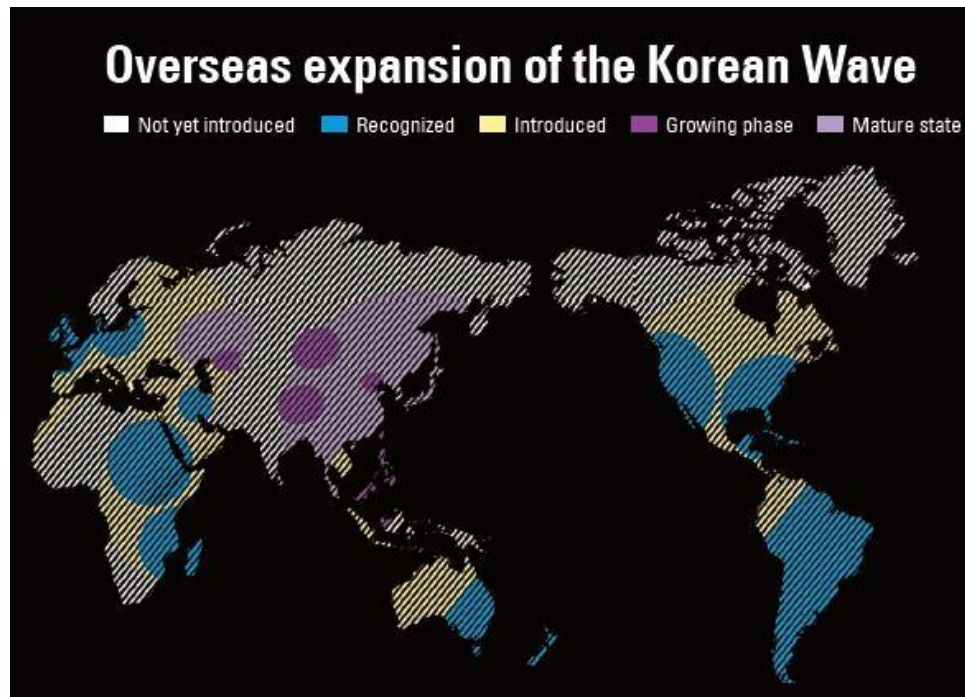 Overseas expansion of the Korean Wave
Not yet introduced Recognized Introduced Growing phase Mature state